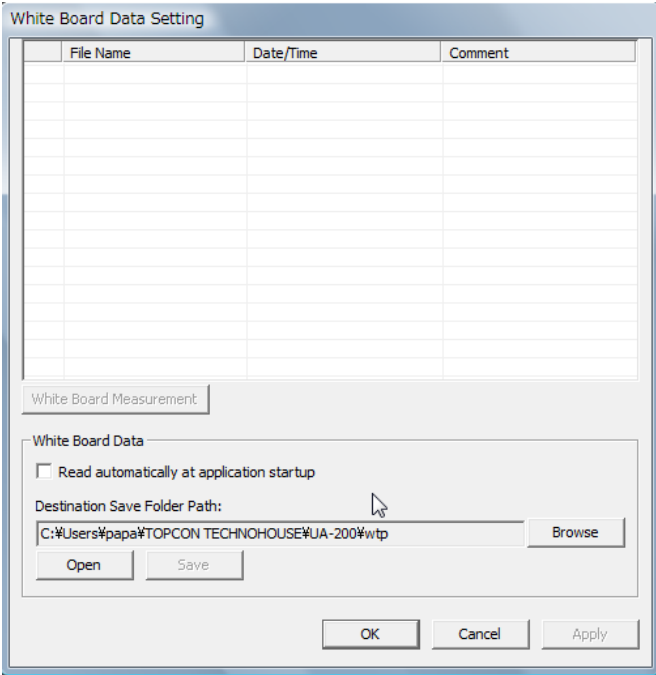 White Board Data Setting
File Name Date/Time Comment
White Board Measurement
White Board Data
Read automatically at application startup
Destination Save Folder Path:
C:¥Users¥papa¥TOPCON TECHNOHOUSE¥UA-200¥wtp Browse
Open Save
OK Cancel Apply